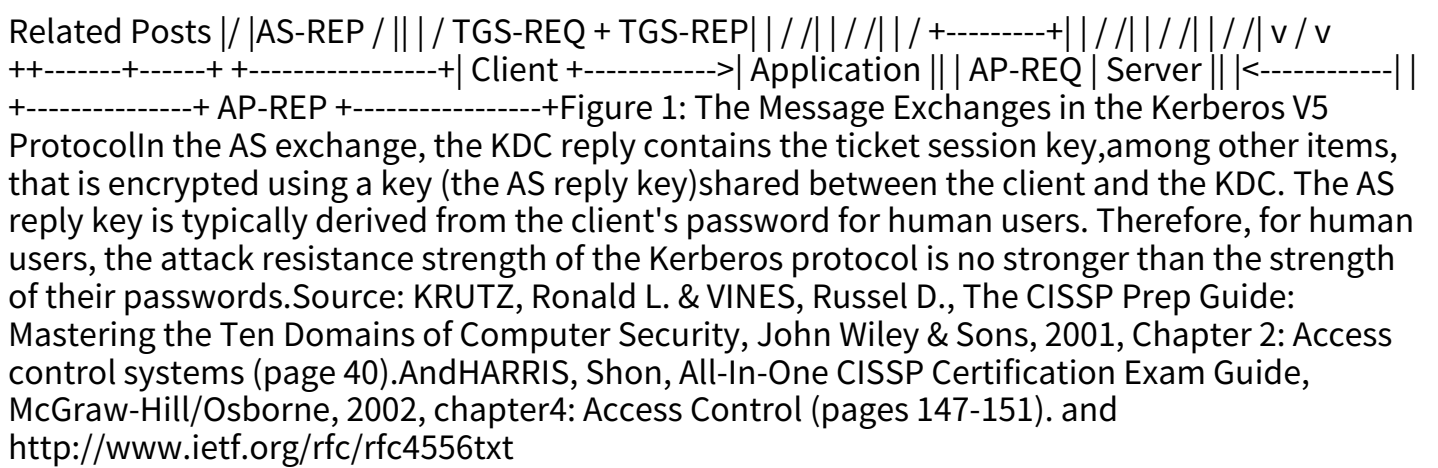 Related Posts |/ |AS-REP / || | / TGS-REQ + TGS-REP| | / /| | / /| | / +---------+| | / /| | / /| | / /| v / v
++-------+------+ +-----------------+| Client +------------>| Application || | AP-REQ | Server || |<------------| |
+---------------+ AP-REP +-----------------+Figure 1: The Message Exchanges in the Kerberos V5
ProtocolIn the AS exchange, the KDC reply contains the ticket session key,among other items,
that is encrypted using a key (the AS reply key)shared between the client and the KDC. The AS
reply key is typically derived from the client's password for human users. Therefore, for human
users, the attack resistance strength of the Kerberos protocol is no stronger than the strength
of their passwords.Source: KRUTZ, Ronald L. & VINES, Russel D., The CISSP Prep Guide:
Mastering the Ten Domains of Computer Security, John Wiley & Sons, 2001, Chapter 2: Access
control systems (page 40).AndHARRIS, Shon, All-In-One CISSP Certification Exam Guide,
McGraw-Hill/Osborne, 2002, chapter4: Access Control (pages 147-151). and
http://www.ietf.org/rfc/rfc4556txt